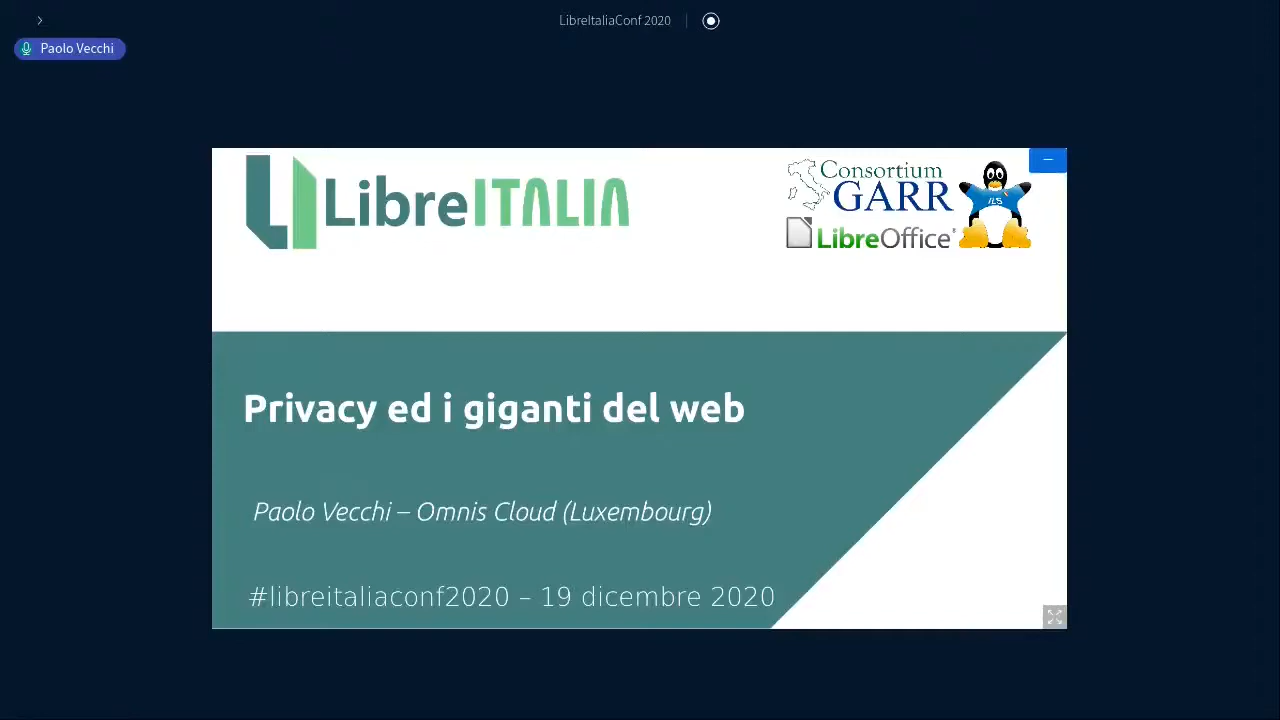 LibreItaliaConf 2020
Paolo Vecchi
LibreITALIA
Consortium
GARR
ILS
LibreOffice
Privacy ed i giganti del web
Paolo Vecchi – Omnis Cloud (Luxembourg)
#libreitaliaconf2020 – 19 dicembre 2020